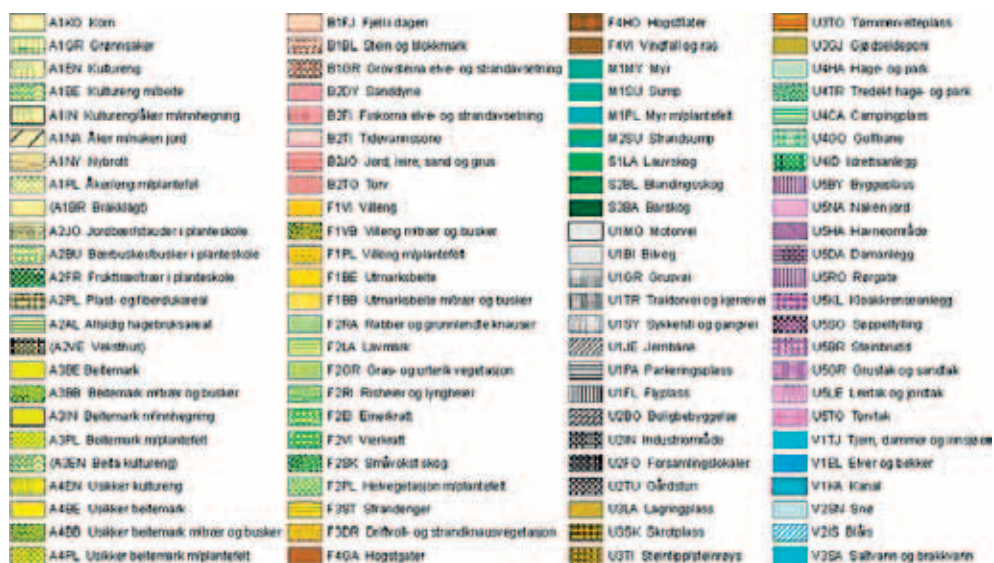 A1KO Korn
A1GR Grønnsaker
A1EN Kultureng
A1BE Kultureng m/beite
A1IN Kultureng/åker m/innhegning
A1NA Åker m/naken jord
A1NY Nybrott
A1PL Åker/eng m/plantefelt
(A1BR Brakklagt)
A2JO Jordbær/stauder i planteskole
A2BU Bærbusker/busker i planteskole
A2FR Frukttrær/trær i planteskole
A2PL Plast- og fiberdukareal
A2AL Allsidig hagebruksareal
(A2VE Veksthus)
A3BE Beitemark
A3BB Beitemark m/trær og busker
A3IN Beitemark m/innhegning
A3PL Beitemark m/plantefelt
(A3EN Beita kultureng)
A4EN Usikker kultureng
A4BE Usikker beitemark
A4BB Usikker beitemark m/trær og busker
A4PL Usikker beitemark m/plantefelt
B1FJ Fjell i dagen
B1BL Stein og blokkmark
B1GR Grovsteina elve- og strandavsetning
B2DY Sanddyne
B2FI Finkorna elve- og strandavsetning
B2TI Tidevannssone
B2JO Jord, leire, sand og grus
B2TO Torv
F1VI Villeng
F1VB Villeng m/trær og busker
F1PL Villeng m/plantefelt
F1BE Utmarksbeite
F1BB Utmarksbeite m/trær og busker
F2RA Rabber og grunnlendte knauser
F2LA Lavmark
F2GR Gras- og urterik vegetasjon
F2RI Risheier og lyngheier
F2EI Einerkratt
F2VI Vierkratt
F2SK Småvokst skog
F2PL Heivegetasjon m/plantefelt
F3ST Strandenger
F3DR Driftvoll- og strandknausvegetasjon
F4GA Hogstgater
F4HO Hogstflater
F4VI Vindfall og ras
M1MY Myr
M1SU Sump
M1PL Myr m/plantefelt
M2SU Strandsump
S1LA Lauvskog
S2BL Blandingsskog
S3BA Barskog
U1MO Motorvei
U1BI Bilveg
U1GR Grusvei
U1TR Traktorvei og kjerrevei
U1SY Sykkelsti og gangvei
U1JE Jernbane
U1PA Parkeringsplass
U1FL Flyplass
U2BO Boligbebyggelse
U2IN Industriområde
U2FO Forsamlingslokaler
U2TU Gårdstun
U3LA Lagringplass
U3SK Skrotplass
U3TI Steintipp/steinrøys
U3TO Tømmervelteplass
U3GJ Gjødseldeponi
U4HA Hage- og park
U4TR Tredekt hage- og park
U4CA Campingplass
U4GO Golfbane
U4ID Idrettsanlegg
U5BY Byggeplass
U5NA Naken jord
U5HA Havneområde
U5DA Damanlegg
U5RO Rørgate
U5KL Kloakkrenseanlegg
U5SO Søppelfylling
U5BR Steinbrudd
U5GR Grustak og sandtak
U5LE Leirtak og jordtak
U5TO Torvtak
V1TJ Tjern, dammer og innsjøer
V1EL Elver og bekker
V1KA Kanal
V2SN Snø
V2IS Blåis
V3SA Saltvann og brakkvann